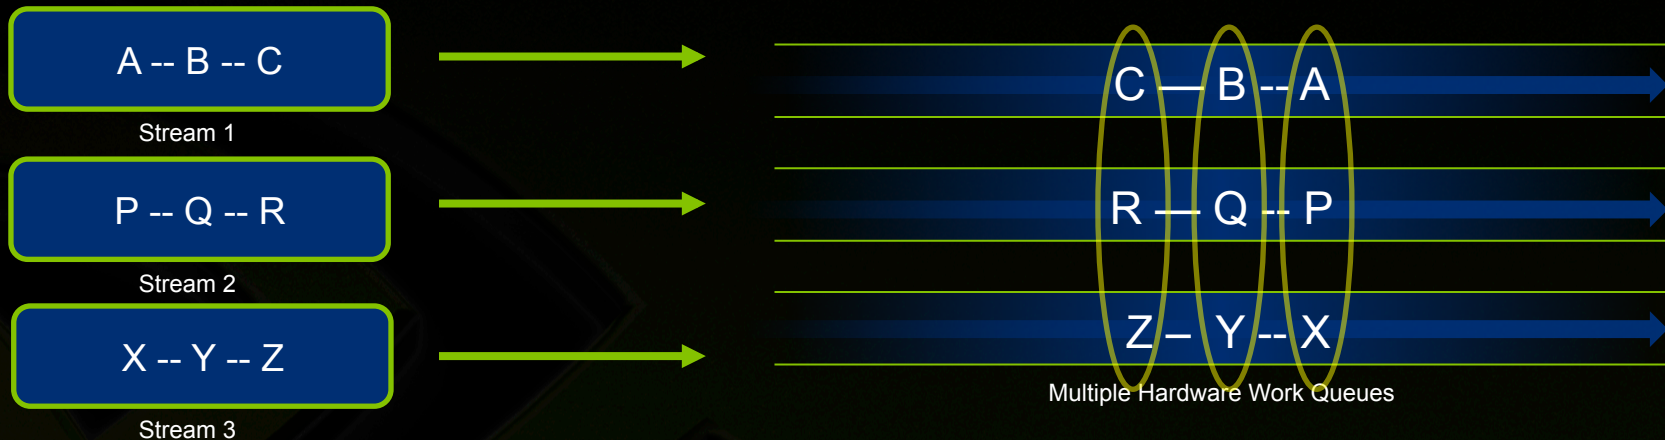 A -- B -- C
Stream 1
P -- Q -- R
Stream 2
X -- Y -- Z
Stream 3
C — B -- A
R — Q -- P
Z – Y -- X
Multiple Hardware Work Queues